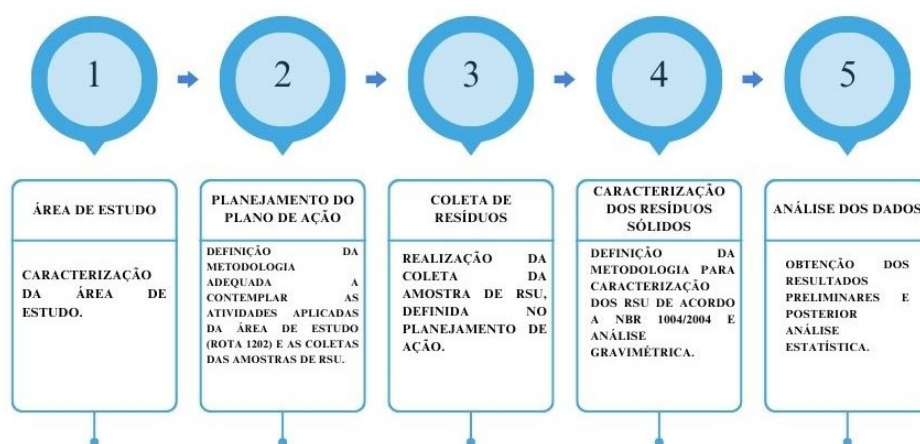 1
2
3
4
5
ÁREA DE ESTUDO
CARACTERIZAÇÃO
DA ÁREA DE
ESTUDO.
PLANEJAMENTO DO
PLANO DE AÇÃO
DEFINIÇÃO DA
METODOLOGIA
ADEQUADA A
CONTEMPLAR AS
ATIVIDADES APLICADAS
DA ÁREA DE ESTUDO
(ROTA 1202) E AS COLETAS
DAS AMOSTRAS DE RSU.
COLETA DE
RESÍDUOS
REALIZAÇÃO DA
COLETA DA
AMOSTRA DE RSU,
DEFINIDA NO
PLANEJAMENTO DE
AÇÃO.
CARACTERIZAÇÃO
DOS RESÍDUOS
SÓLIDOS
DEFINIÇÃO DA
METODOLOGIA PARA
CARACTERIZAÇÃO
DOS RSU DE ACORDO
A NBR 1004/2004 E
ANÁLISE
GRAVIMÉTRICA.
ANÁLISE DOS DADOS
OBTENÇÃO DOS
RESULTADOS
PRELIMINARES E
POSTERIOR
ANÁLISE
ESTATÍSTICA.